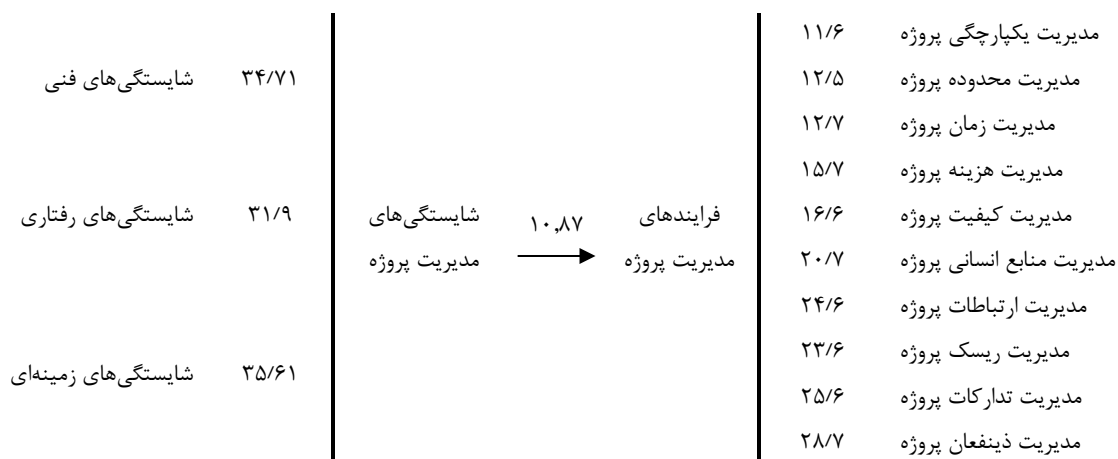 مدیریت یکپارچگی پروژه ۱۱/۶
مدیریت محدوده پروژه ۱۲/۵
مدیریت زمان پروژه ۱۲/۷
مدیریت هزینه پروژه ۱۵/۷
مدیریت کیفیت پروژه ۱۶/۶
مدیریت منابع انسانی پروژه ۲۰/۷
مدیریت ارتباطات پروژه ۲۴/۶
مدیریت ریسک پروژه ۲۳/۶
مدیریت تدارکات پروژه ۲۵/۶
مدیریت ذینفعان پروژه ۲۸/۷
فرایندهای
مدیریت پروژه
۱۰٫۸۷
شایستگی‌های
مدیریت پروژه
۳۴/۷۱ شایستگی‌های فنی
۳۱/۹ شایستگی‌های رفتاری
۳۵/۶۱ شایستگی‌های زمینه‌ای